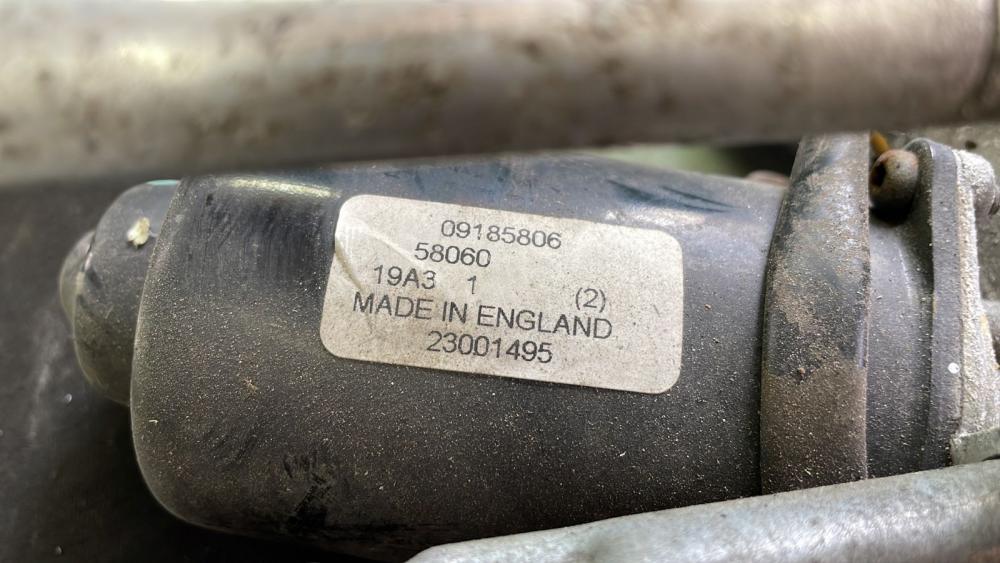 09185806
58060
19A3 1 (2)
MADE IN ENGLAND
23001495